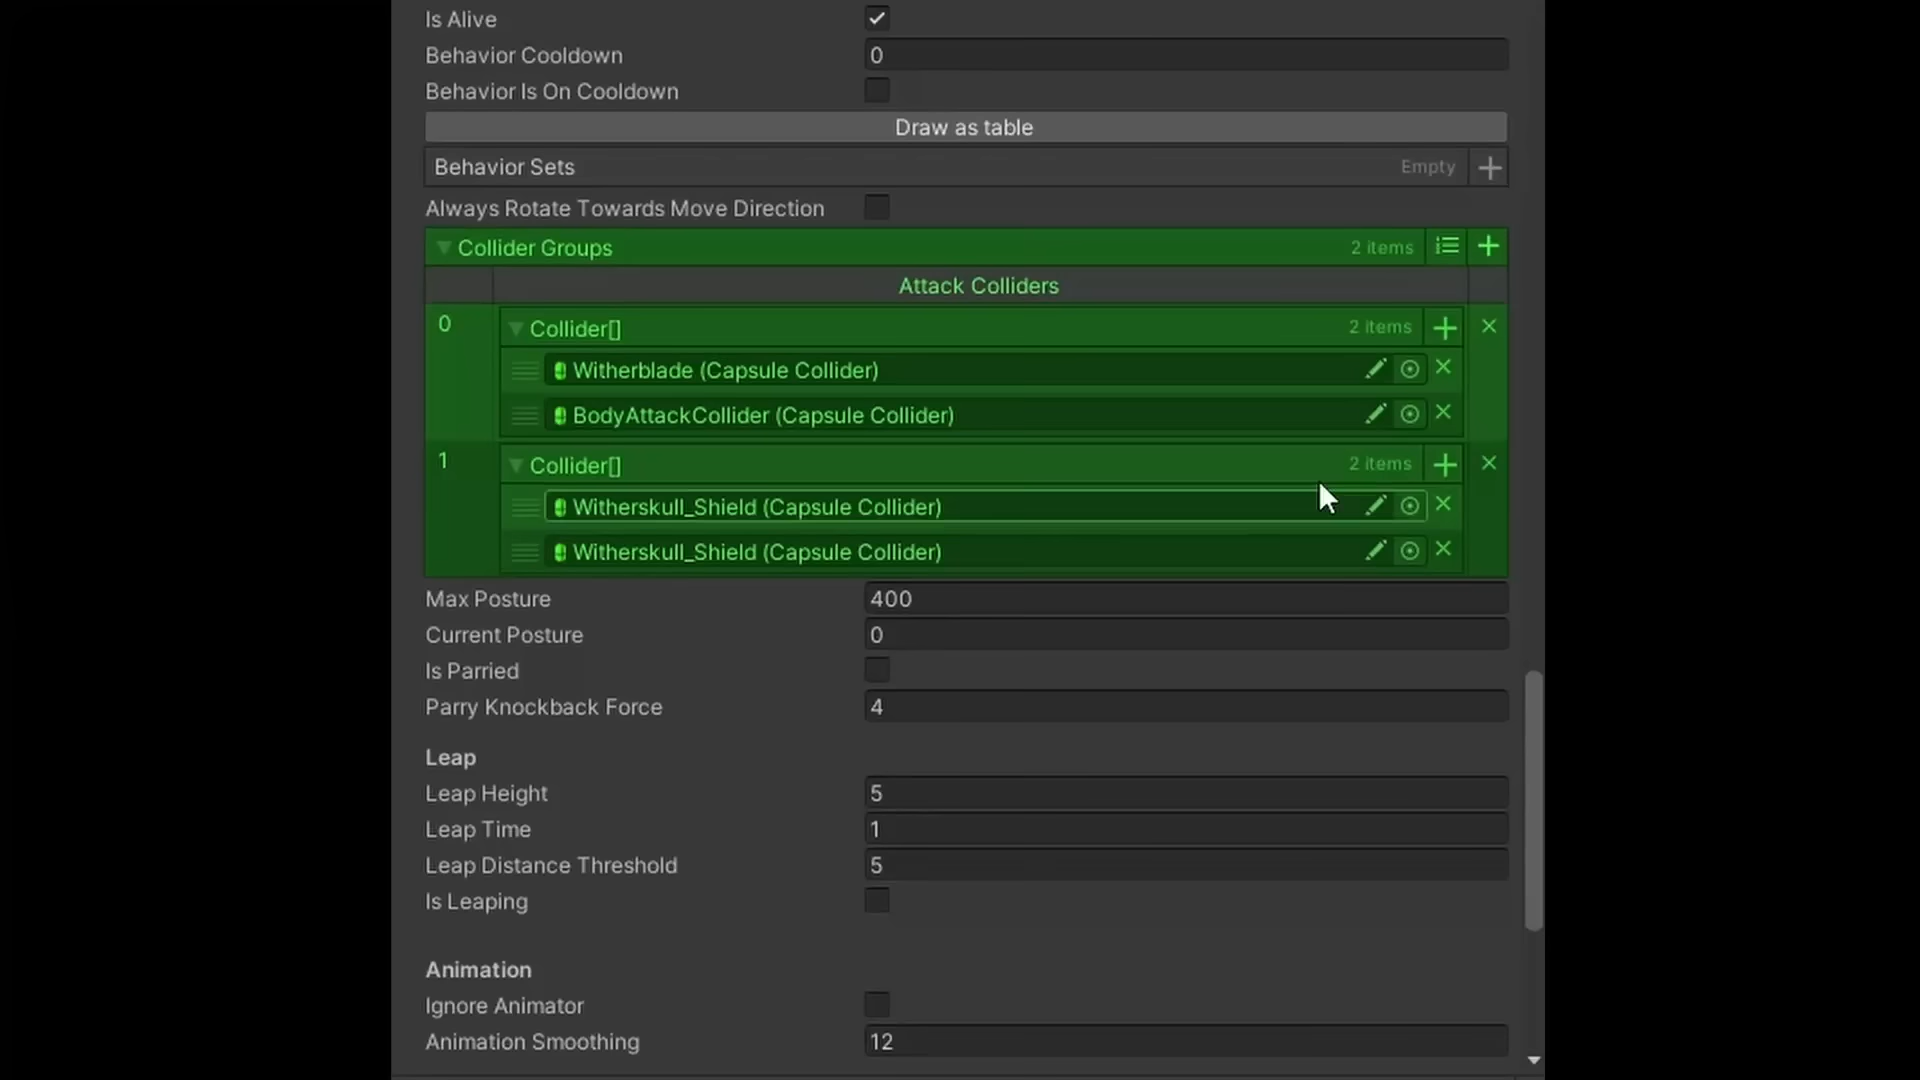 Is Alive
Behavior Cooldown 0
Behavior Is On Cooldown
Draw as table
Behavior Sets Empty
Always Rotate Towards Move Direction
Collider Groups 2 items
Attack Colliders
0 Collider[] 2 items
Witherblade (Capsule Collider)
BodyAttackCollider (Capsule Collider)
1 Collider[] 2 items
Witherskull_Shield (Capsule Collider)
Witherskull_Shield (Capsule Collider)
Max Posture 400
Current Posture 0
Is Parried
Parry Knockback Force 4
Leap
Leap Height 5
Leap Time 1
Leap Distance Threshold 5
Is Leaping
Animation
Ignore Animator
Animation Smoothing 12